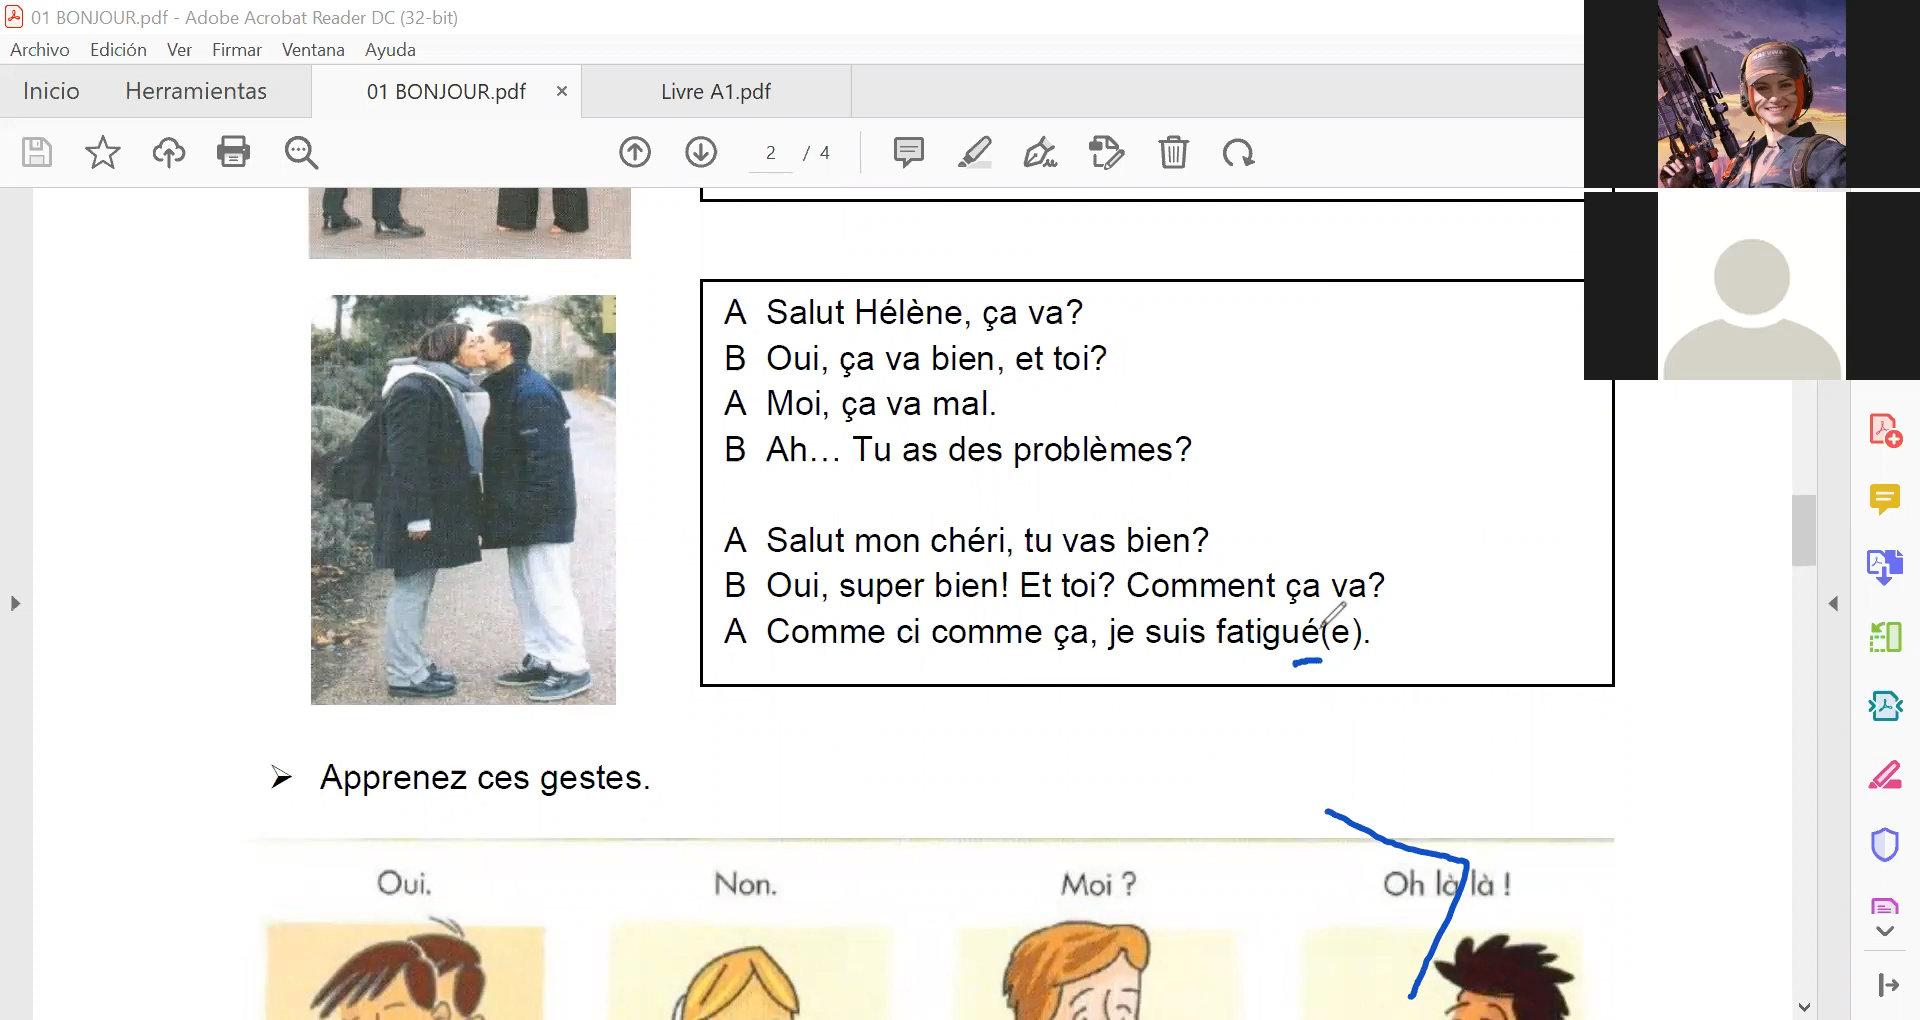 01 BONJOUR.pdf - Adobe Acrobat Reader DC (32-bit)
Archivo Edición Ver Firmar Ventana Ayuda
Inicio Herramientas 01 BONJOUR.pdf × Livre A1.pdf
2 / 4
A Salut Hélène, ça va?
B Oui, ça va bien, et toi?
A Moi, ça va mal.
B Ah… Tu as des problèmes?
A Salut mon chéri, tu vas bien?
B Oui, super bien! Et toi? Comment ça va?
A Comme ci comme ça, je suis fatigué(e).
➢ Apprenez ces gestes.
Oui. Non. Moi ? Oh là là !